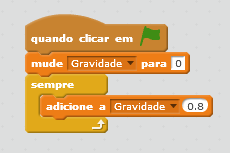 quando clicar em
mude Gravidade para 0
sempre
adicione a Gravidade 0.8